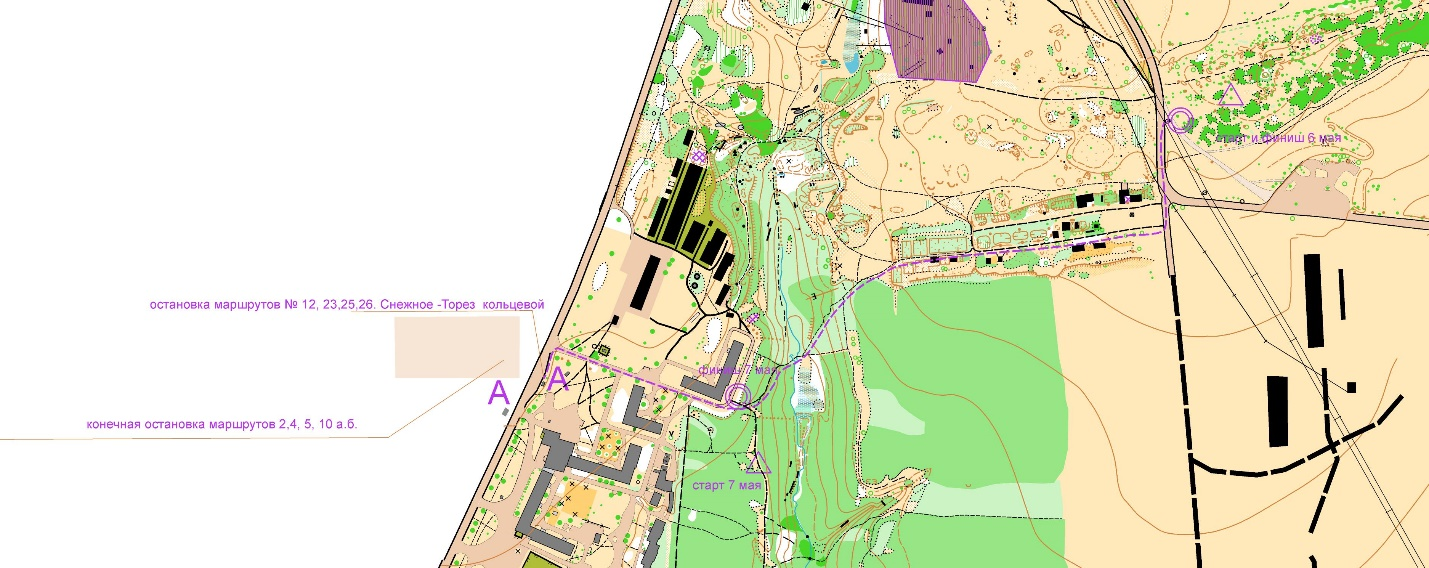 старт и финиш 6 мая
остановка маршрутов № 12, 23,25,26. Снежное -Торез кольцевой
финиш 7 мая
А А
конечная остановка маршрутов 2,4, 5, 10 а.б.
старт 7 мая